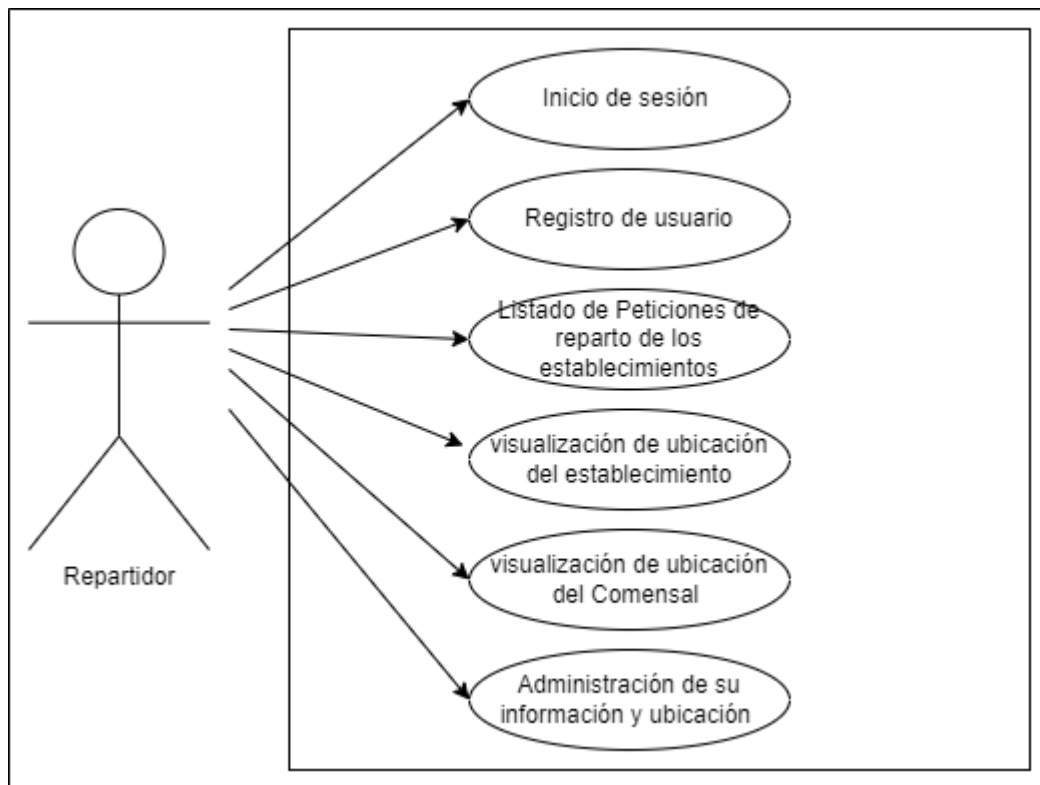 Inicio de sesión
Registro de usuario
Listado de Peticiones de
reparto de los
establecimientos
visualización de ubicación
del establecimiento
visualización de ubicación
del Comensal
Administración de su
información y ubicación
Repartidor